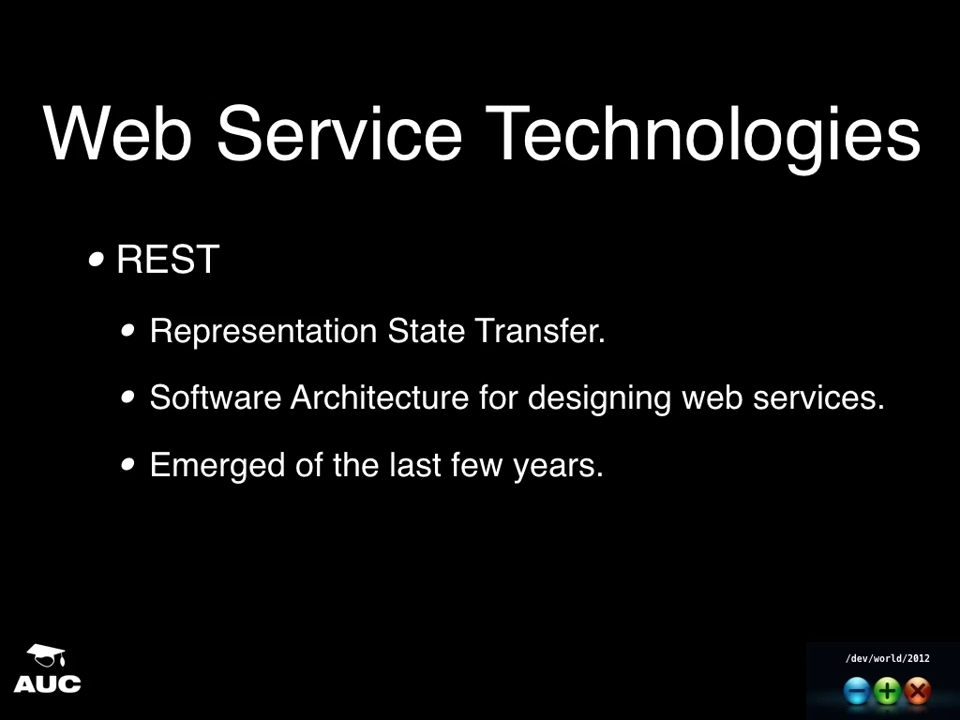 Web Service Technologies
• REST
• Representation State Transfer.
• Software Architecture for designing web services.
• Emerged of the last few years.
AUC
/dev/world/2012